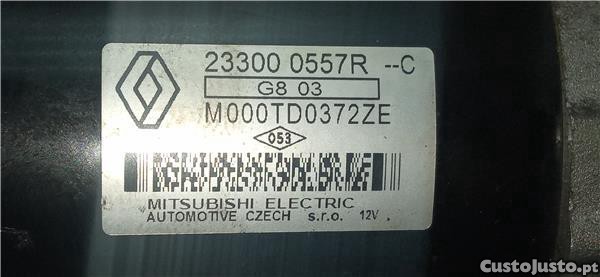 23300 0557R --C
G8 03
M000TD0372ZE
053
MITSUBISHI ELECTRIC
AUTOMOTIVE CZECH s.r.o. 12V
CustoJusto.pt